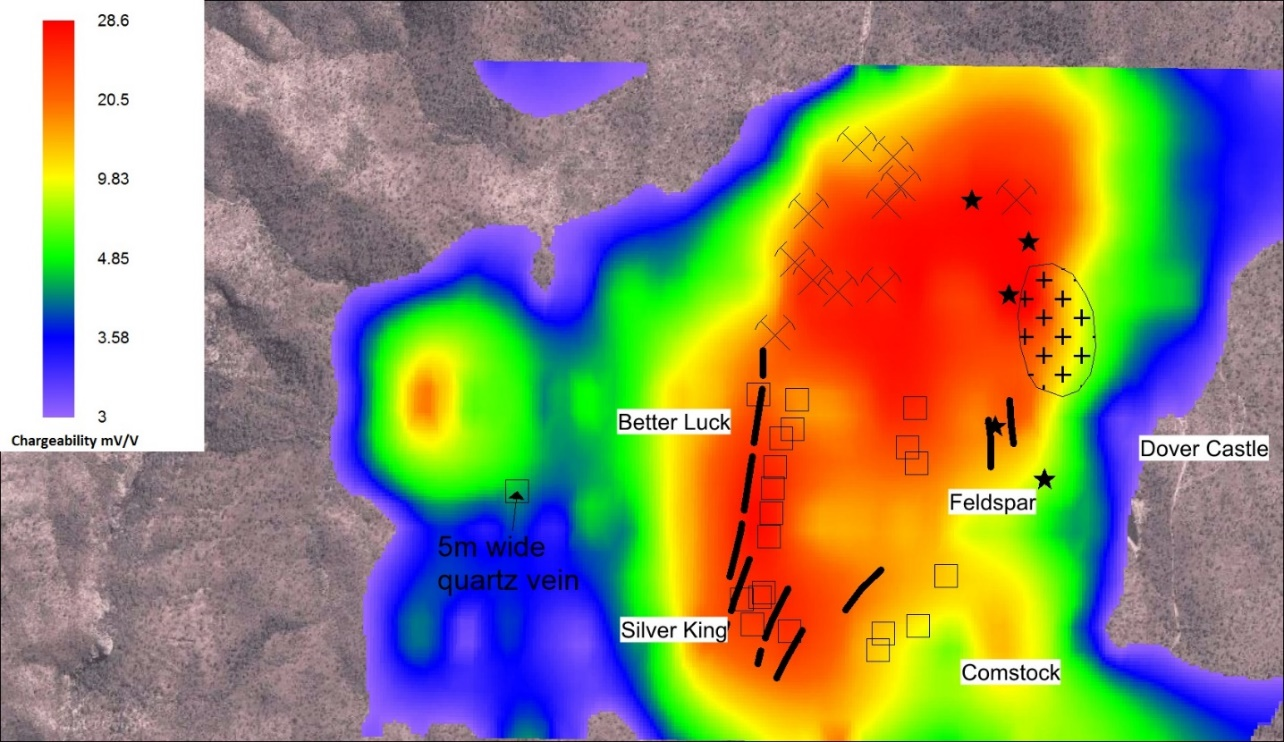 28.6
20.5
9.83
4.85
3.58
3
Chargeability mV/V
Better Luck
Dover Castle
Feldspar
5m wide
quartz vein
Silver King
Comstock